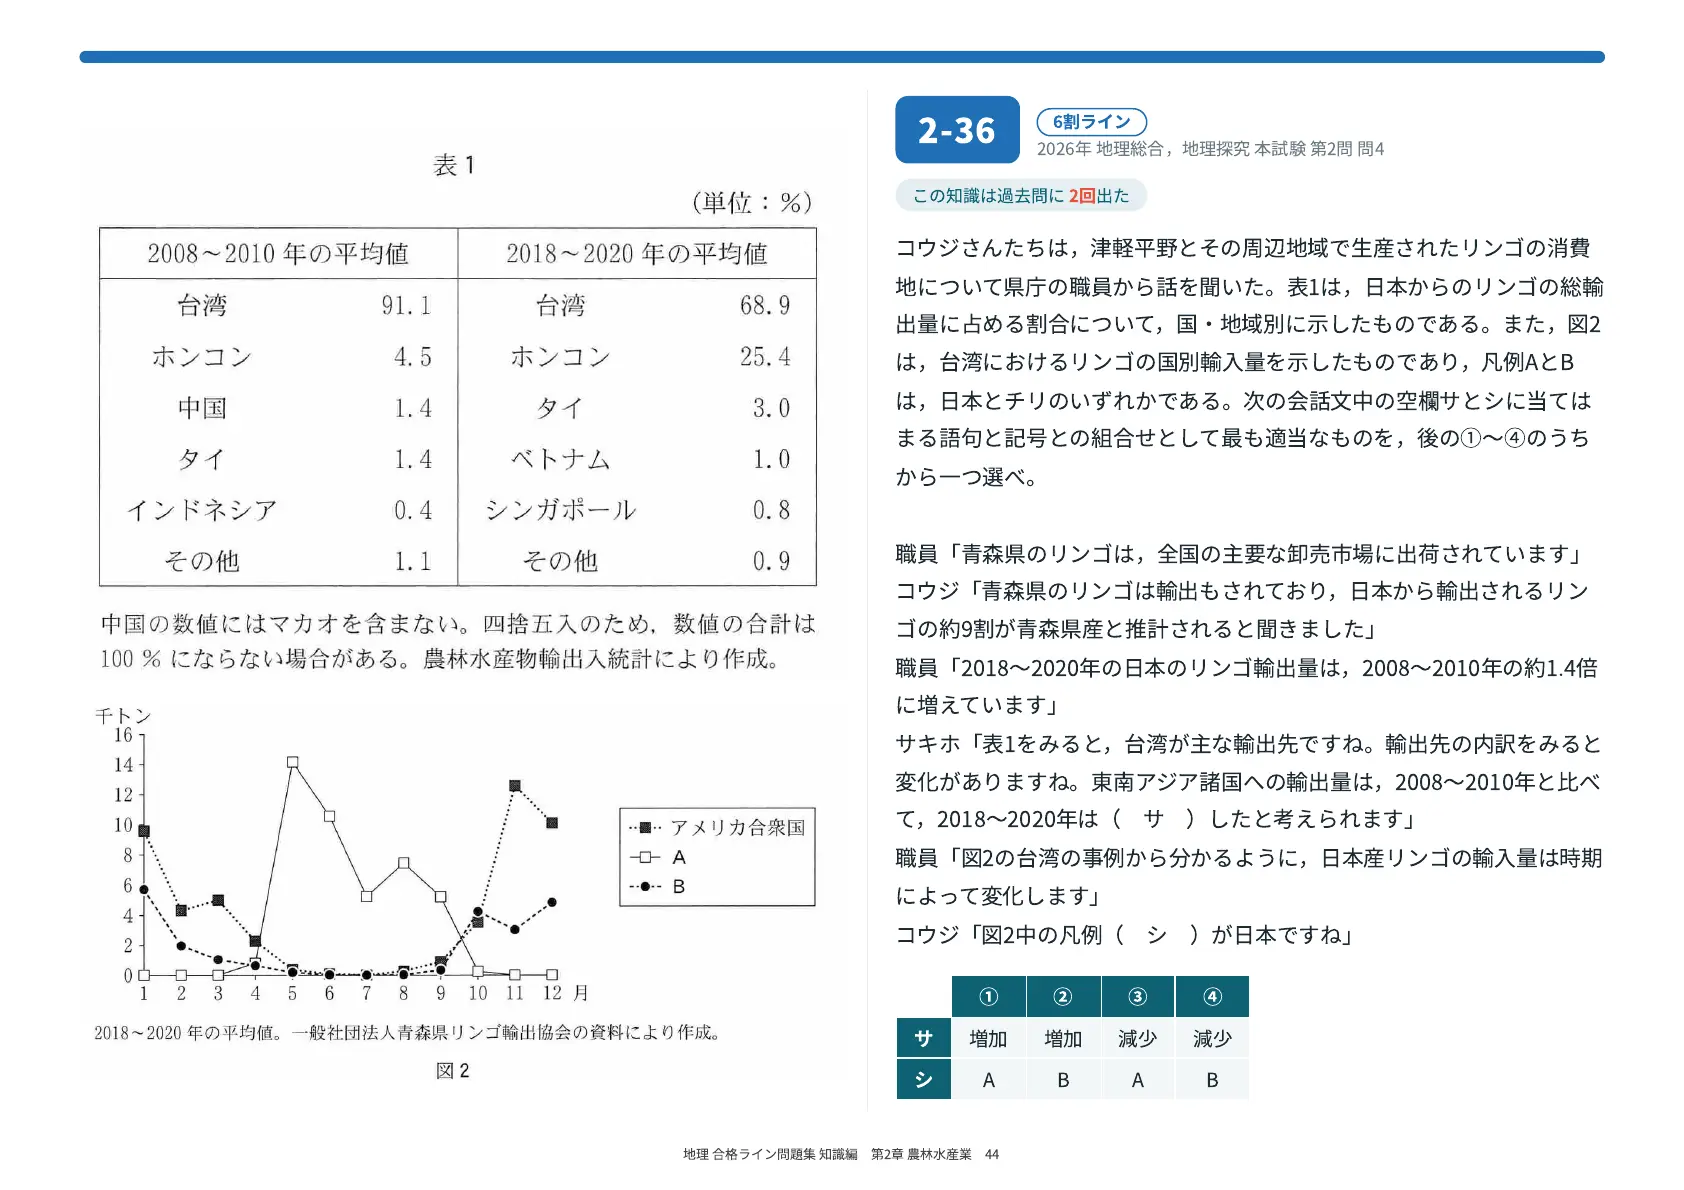 表1
（単位：％）
2008～2010 年の平均値 2018～2020 年の平均値
台湾 91.1 台湾 68.9
ホンコン 4.5 ホンコン 25.4
中国 1.4 タイ 3.0
タイ 1.4 ベトナム 1.0
インドネシア 0.4 シンガポール 0.8
その他 1.1 その他 0.9
中国の数値にはマカオを含まない。四捨五入のため，数値の合計は
100 % にならない場合がある。農林水産物輸出入統計により作成。
千トン
16
14
12
10
8
6
4
2
0
1 2 3 4 5 6 7 8 9 10 11 12 月
アメリカ合衆国
A
B
2018～2020 年の平均値。一般社団法人青森県リンゴ輸出協会の資料により作成。
図2
2-36
6割ライン
2026年 地理総合，地理探究 本試験 第2問 問4
この知識は過去問に 2回出た
コウジさんたちは，津軽平野とその周辺地域で生産されたリンゴの消費
地について県庁の職員から話を聞いた。表1は，日本からのリンゴの総輸
出量に占める割合について，国・地域別に示したものである。また，図2
は，台湾におけるリンゴの国別輸入量を示したものであり，凡例AとB
は，日本とチリのいずれかである。次の会話文中の空欄サとシに当ては
まる語句と記号との組合せとして最も適当なものを，後の①～④のうち
から一つ選べ。
職員「青森県のリンゴは，全国の主要な卸売市場に出荷されています」
コウジ「青森県のリンゴは輸出もされており，日本から輸出されるリン
ゴの約9割が青森県産と推計されると聞きました」
職員「2018～2020年の日本のリンゴ輸出量は，2008～2010年の約1.4倍
に増えています」
サキホ「表1をみると，台湾が主な輸出先ですね。輸出先の内訳をみると
変化がありますね。東南アジア諸国への輸出量は，2008～2010年と比べ
て，2018～2020年は（　サ　）したと考えられます」
職員「図2の台湾の事例から分かるように，日本産リンゴの輸入量は時期
によって変化します」
コウジ「図2中の凡例（　シ　）が日本ですね」
① ② ③ ④
サ 増加 増加 減少 減少
シ A B A B
地理 合格ライン問題集 知識編　第2章 農林水産業　44